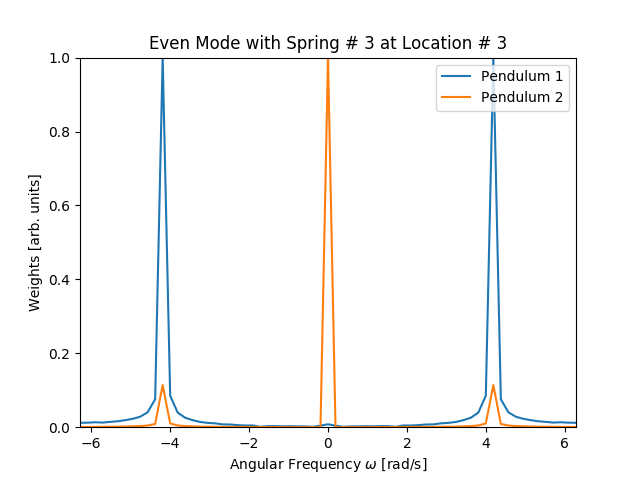 Even Mode with Spring # 3 at Location # 3
Pendulum 1
Pendulum 2
Weights [arb. units]
1.0
0.8
0.6
0.4
0.2
0.0
−6 −4 −2 0 2 4 6
Angular Frequency ω [rad/s]